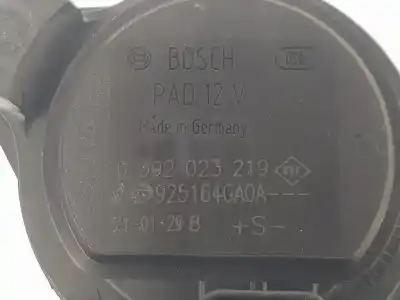 BOSCH
PAD 12 V
Made in Germany
0 392 023 219
925164GA0A---
21-01-29 B +S-